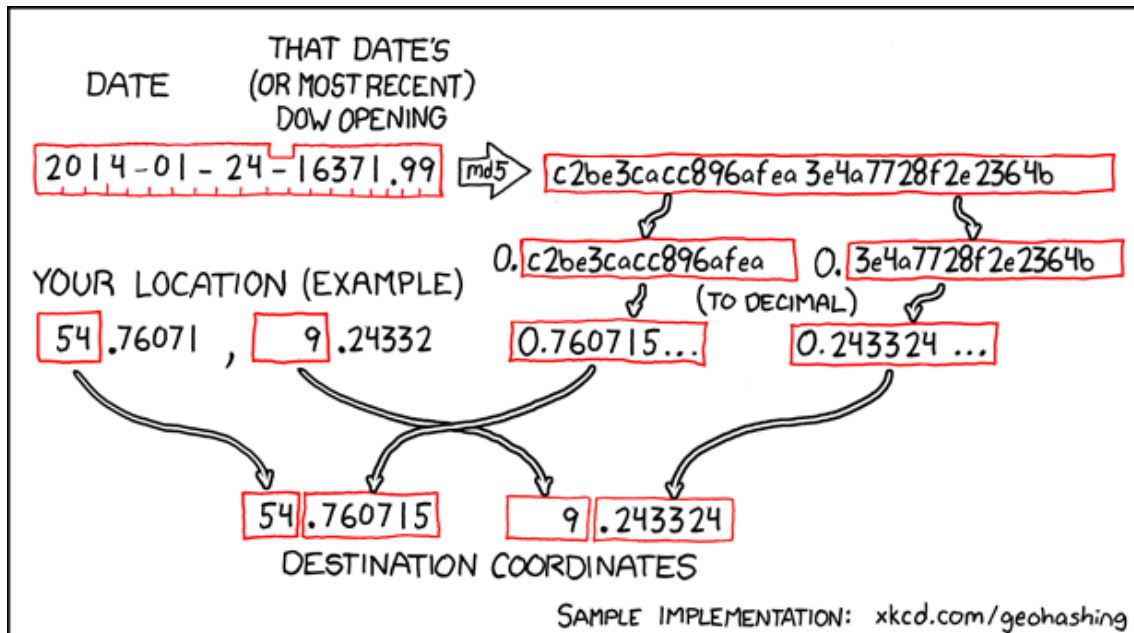 DATE
THAT DATE'S
(OR MOST RECENT)
DOW OPENING
2014-01-24-16371.99
md5
c2be3cacc896afea3e4a7728f2e2364b
0.c2be3cacc896afea
0.3e4a7728f2e2364b
YOUR LOCATION (EXAMPLE)
(TO DECIMAL)
54.76071, 9.24332
0.760715...
0.243324...
54.760715
9.243324
DESTINATION COORDINATES
SAMPLE IMPLEMENTATION: xkcd.com/geohashing